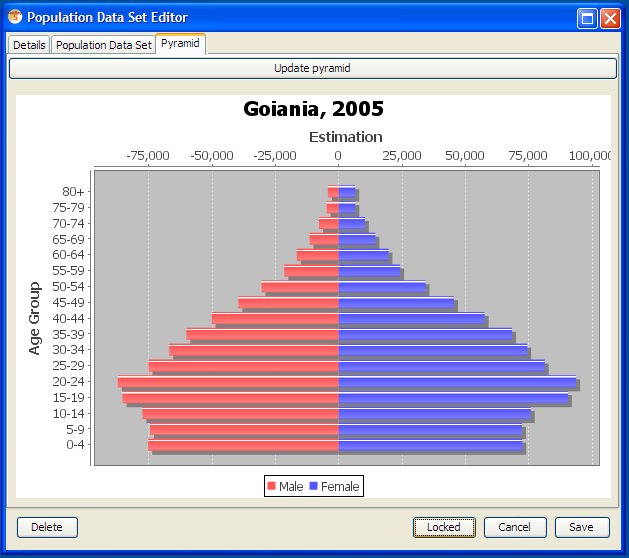 Population Data Set Editor
Details Population Data Set Pyramid
Update pyramid
Goiania, 2005
Estimation
-75,000 -50,000 -25,000 0 25,000 50,000 75,000 100,000
Age Group
80+
75-79
70-74
65-69
60-64
55-59
50-54
45-49
40-44
35-39
30-34
25-29
20-24
15-19
10-14
5-9
0-4
Male Female
Delete Locked Cancel Save